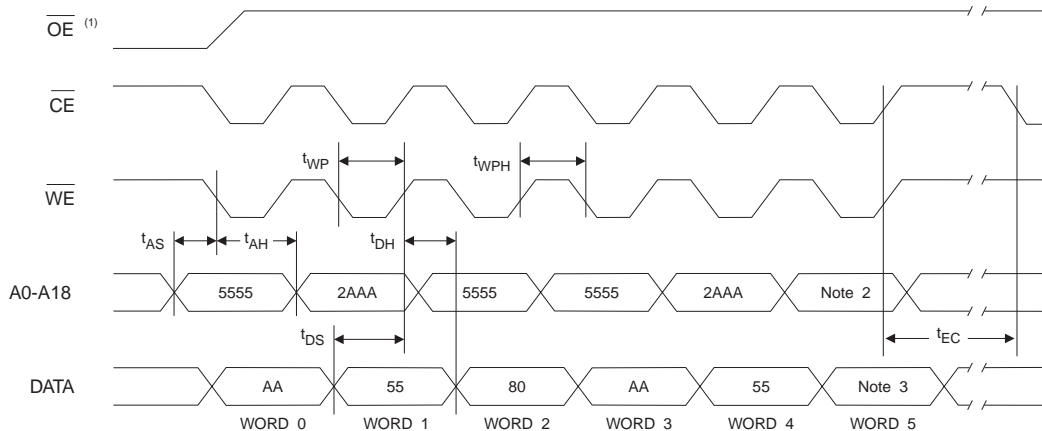 OE (1)
CE
tWP
tWPH
WE
tAS
tAH
tDH
A0-A18
5555
2AAA
5555
5555
2AAA
Note 2
tDS
tEC
DATA
AA
55
80
AA
55
Note 3
WORD 0
WORD 1
WORD 2
WORD 3
WORD 4
WORD 5